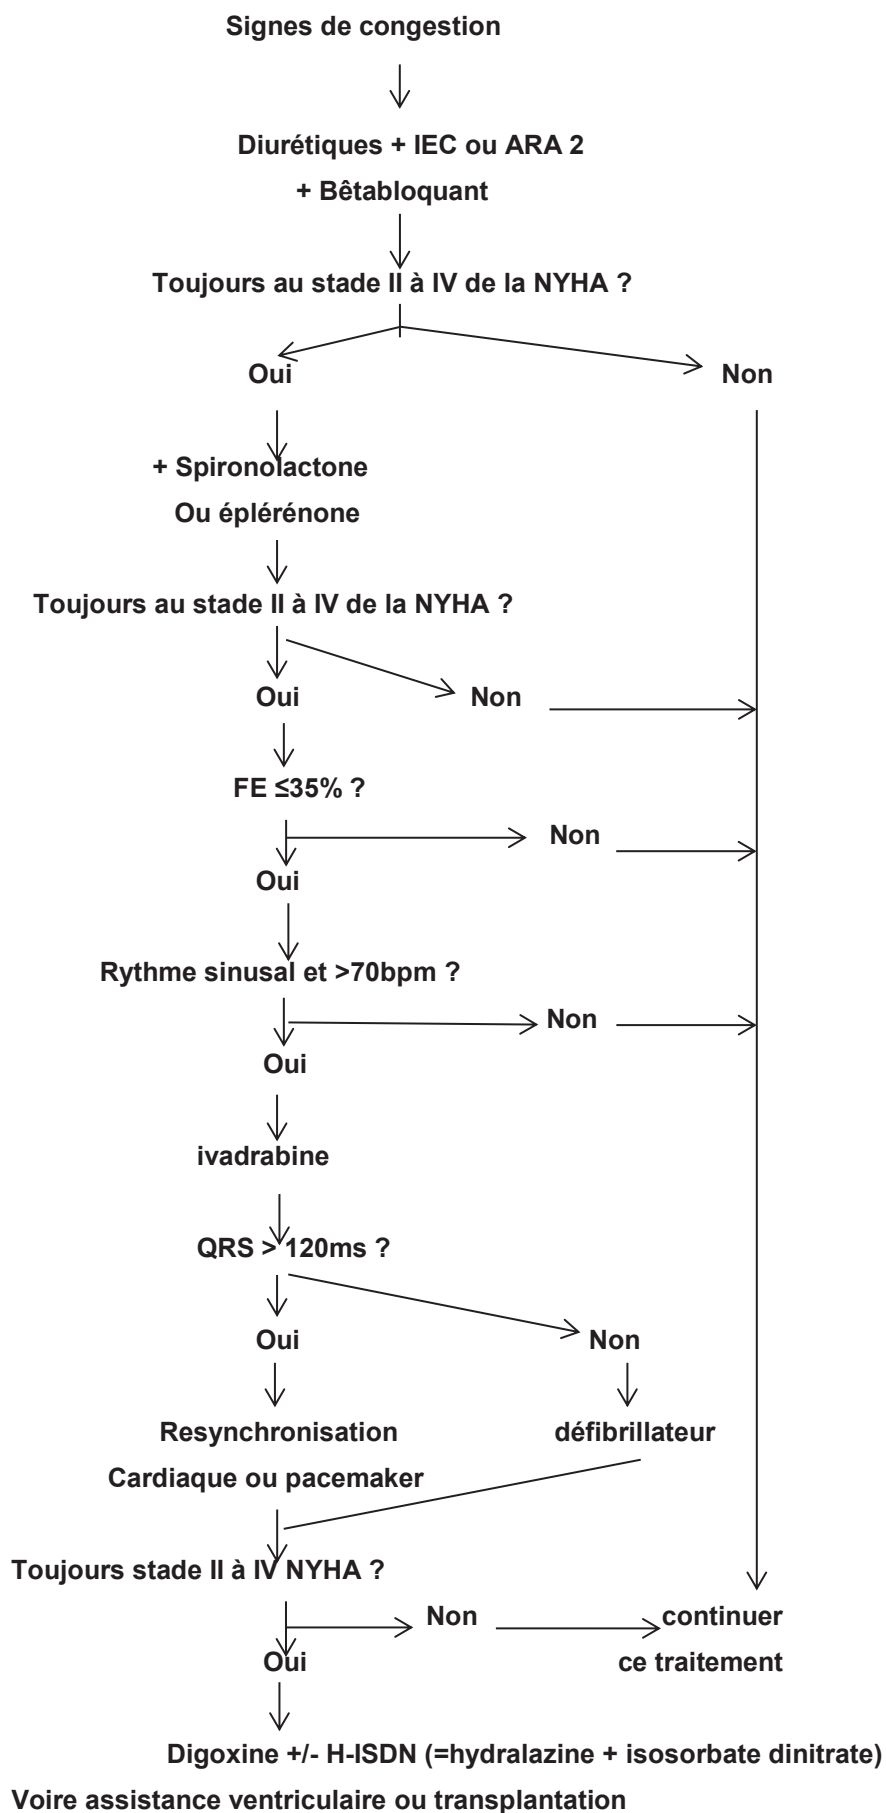 Signes de congestion
Diurétiques + IEC ou ARA 2
+ Bêtabloquant
Toujours au stade II à IV de la NYHA ?
Oui
Non
+ Spironolactone
Ou éplérénone
Toujours au stade II à IV de la NYHA ?
Oui
Non
FE ≤35% ?
Non
Oui
Rythme sinusal et >70bpm ?
Non
Oui
ivadrabine
QRS > 120ms ?
Oui
Non
Resynchronisation
défibrillateur
Cardiaque ou pacemaker
Toujours stade II à IV NYHA ?
Non
continuer
Oui
ce traitement
Digoxine +/- H-ISDN (=hydralazine + isosorbate dinitrate)
Voire assistance ventriculaire ou transplantation